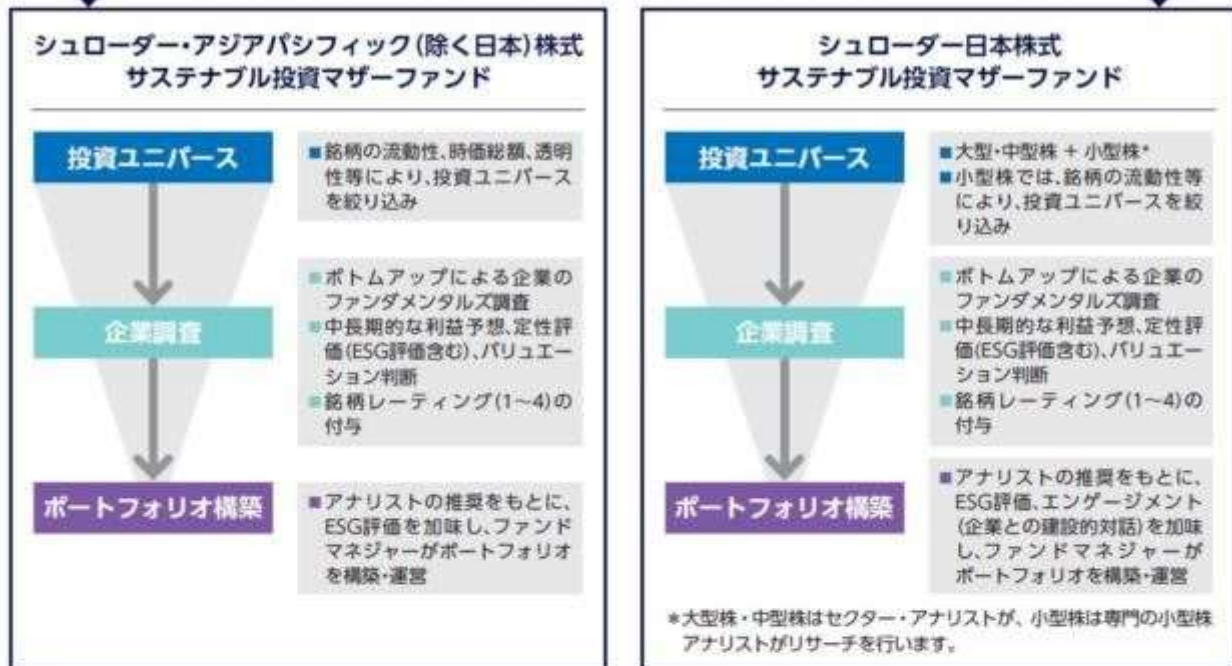 シュローダー・アジアパシフィック(除く日本)株式
サステナブル投資マザーファンド
投資ユニバース
■銘柄の流動性、時価総額、透明
性等により、投資ユニバース
を絞り込み
企業調査
■ボトムアップによる企業の
ファンダメンタルズ調査
■中長期的な利益予想、定性評
価(ESG評価含む)、バリュエー
ション判断
■銘柄レーティング(1～4)の
付与
ポートフォリオ構築
■アナリストの推奨をもとに、
ESG評価を加味し、ファンド
マネジャーがポートフォリオ
を構築・運営
シュローダー日本株式
サステナブル投資マザーファンド
投資ユニバース
■大型・中型株 + 小型株*
■小型株では、銘柄の流動性等
により、投資ユニバースを絞
り込み
企業調査
■ボトムアップによる企業の
ファンダメンタルズ調査
■中長期的な利益予想、定性評
価(ESG評価含む)、バリュエー
ション判断
■銘柄レーティング(1～4)の
付与
ポートフォリオ構築
■アナリストの推奨をもとに、
ESG評価、エンゲージメント
(企業との建設的対話)を加味
し、ファンドマネジャーが
ポートフォリオを構築・運営
*大型株・中型株はセクター・アナリストが、小型株は専門の小型株
アナリストがリサーチを行います。